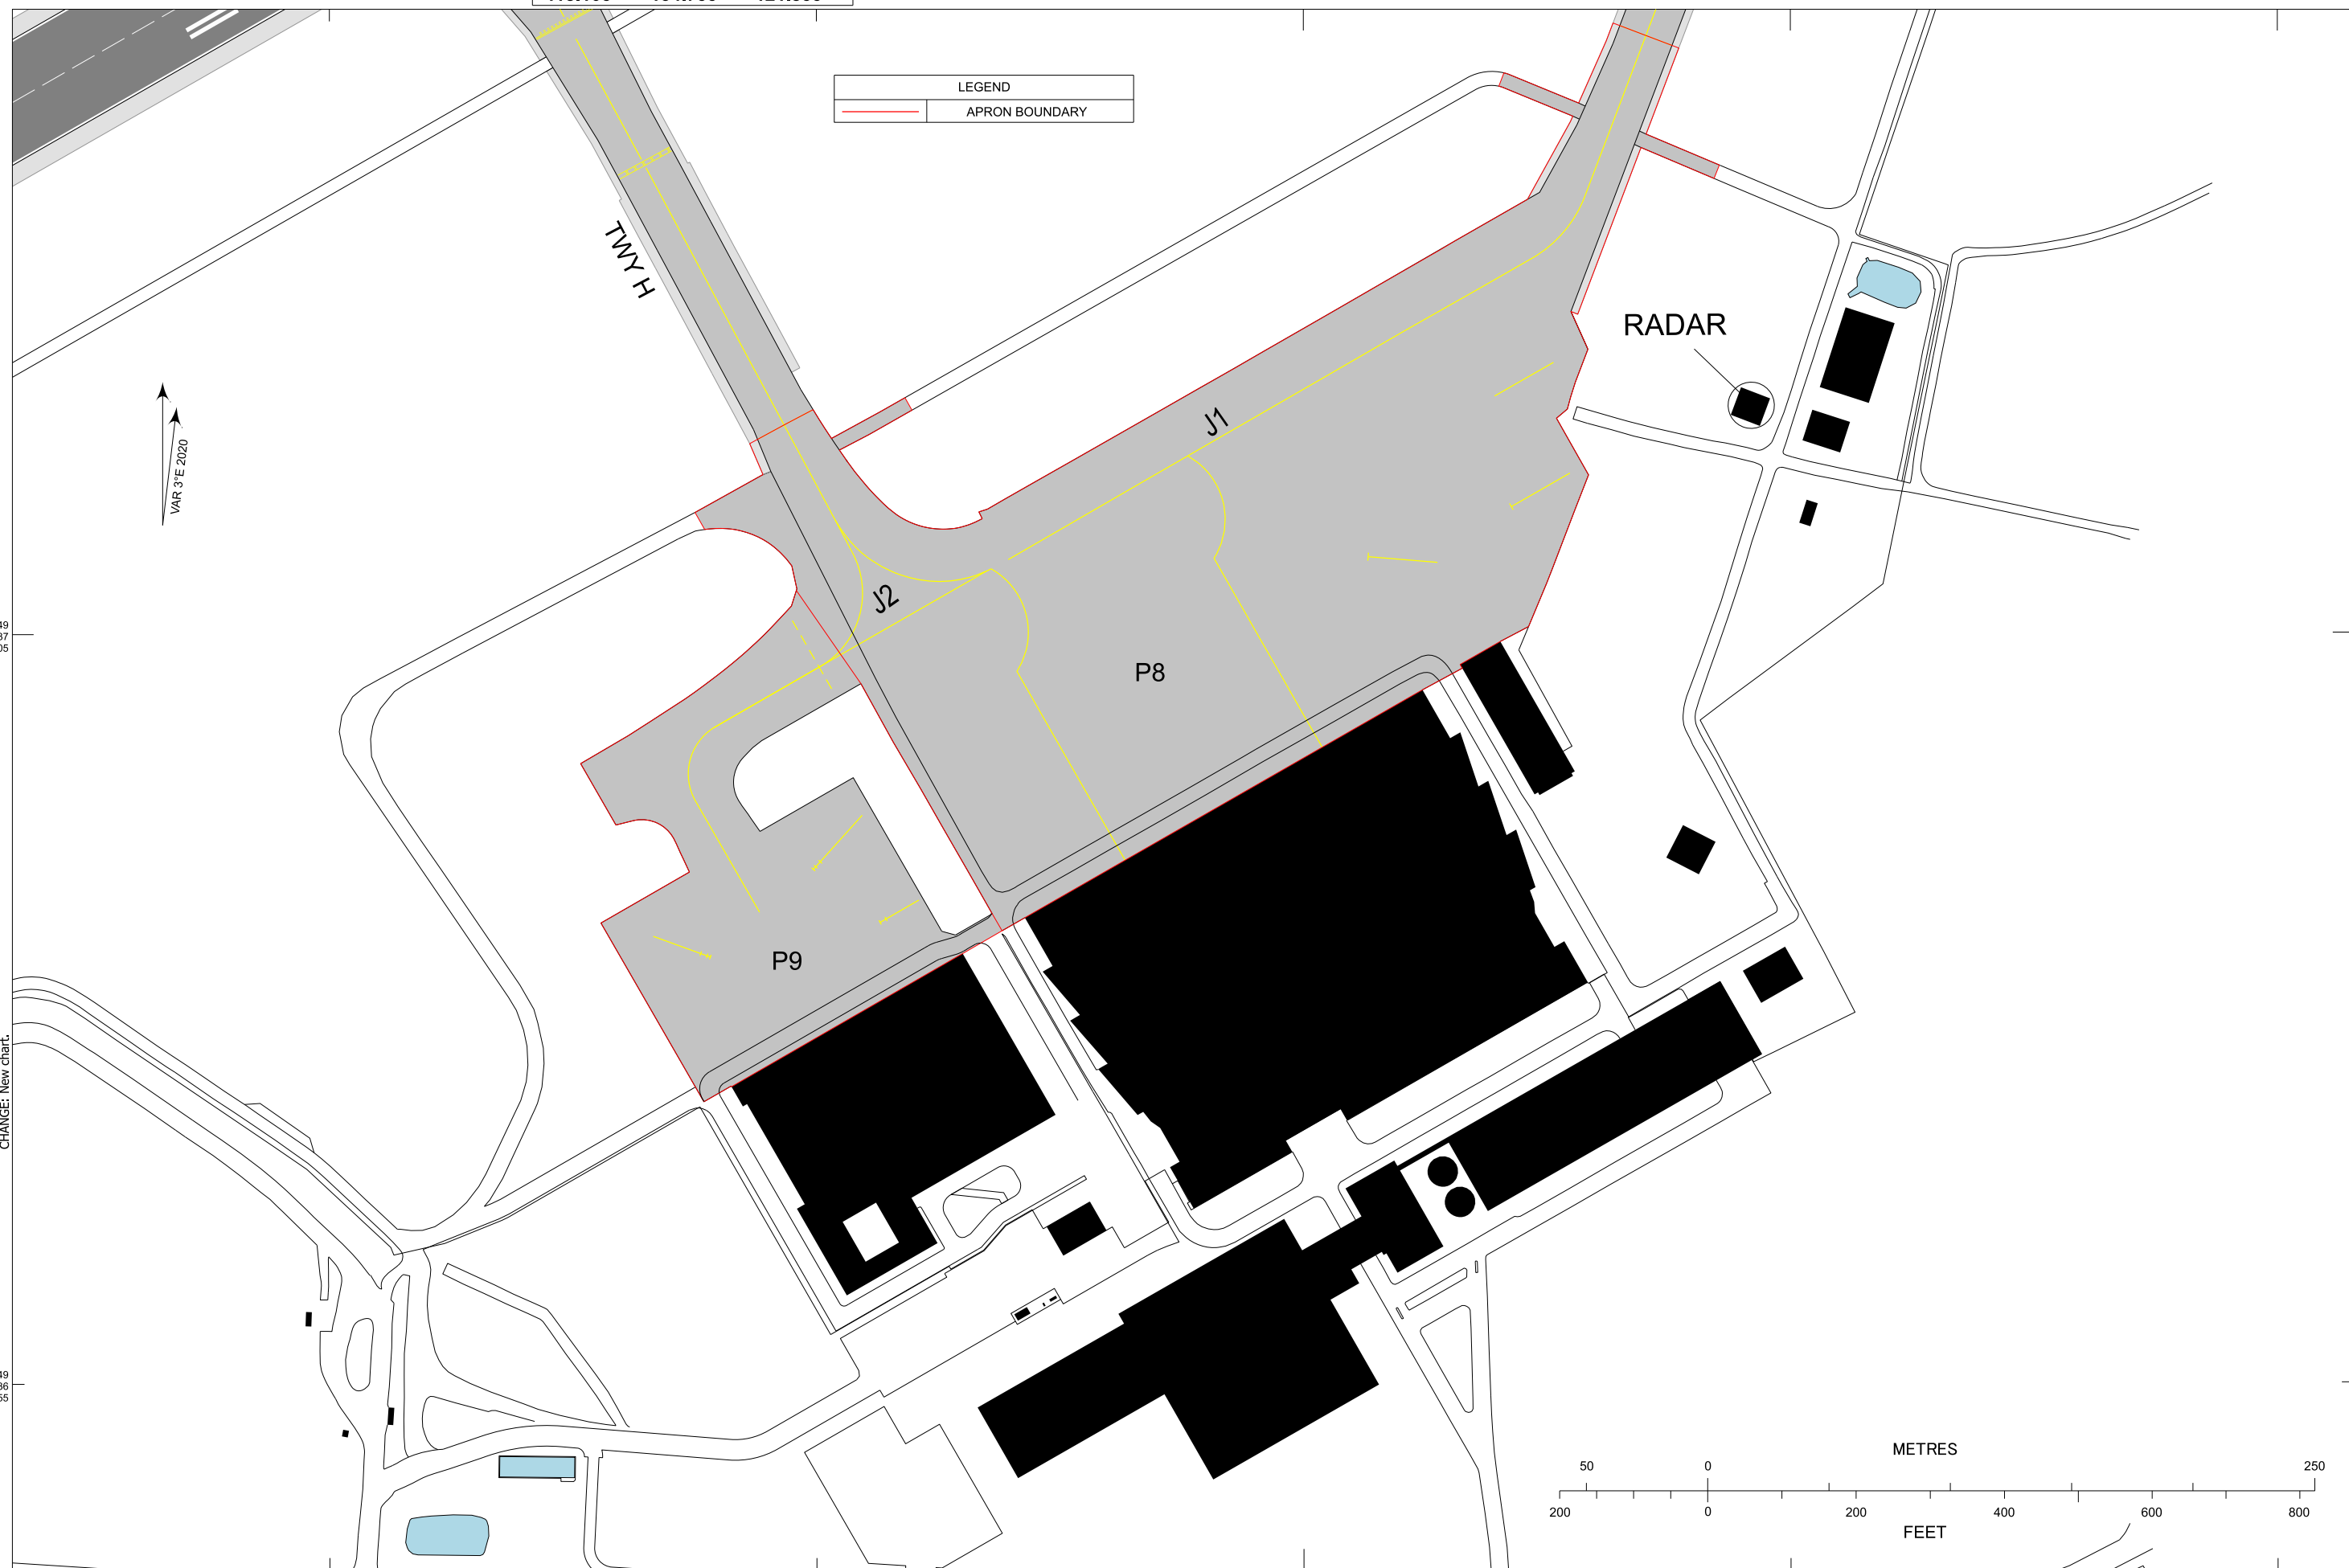 LEGEND
APRON BOUNDARY
TWY H
RADAR
J1
VAR 3°E 2020
J2
P8
P9
CHANGE: New chart.
METRES
50 0 250
200 0 200 400 600 800
FEET